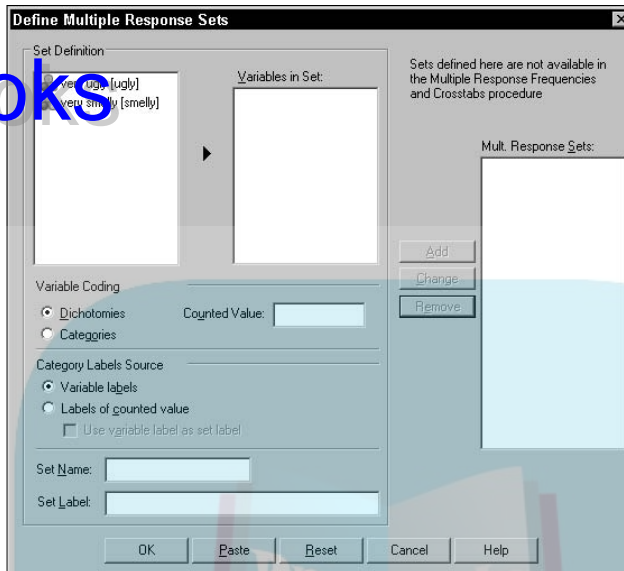 Define Multiple Response Sets
Set Definition
very ugly [ugly]
very smelly [smelly]
Variables in Set:
Sets defined here are not available in
the Multiple Response Frequencies
and Crosstabs procedure
Mult. Response Sets:
oks
Add
Change
Remove
Variable Coding
Dichotomies
Counted Value:
Categories
Category Labels Source
Variable labels
Labels of counted value
Use variable label as set label
Set Name:
Set Label:
OK
Paste
Reset
Cancel
Help